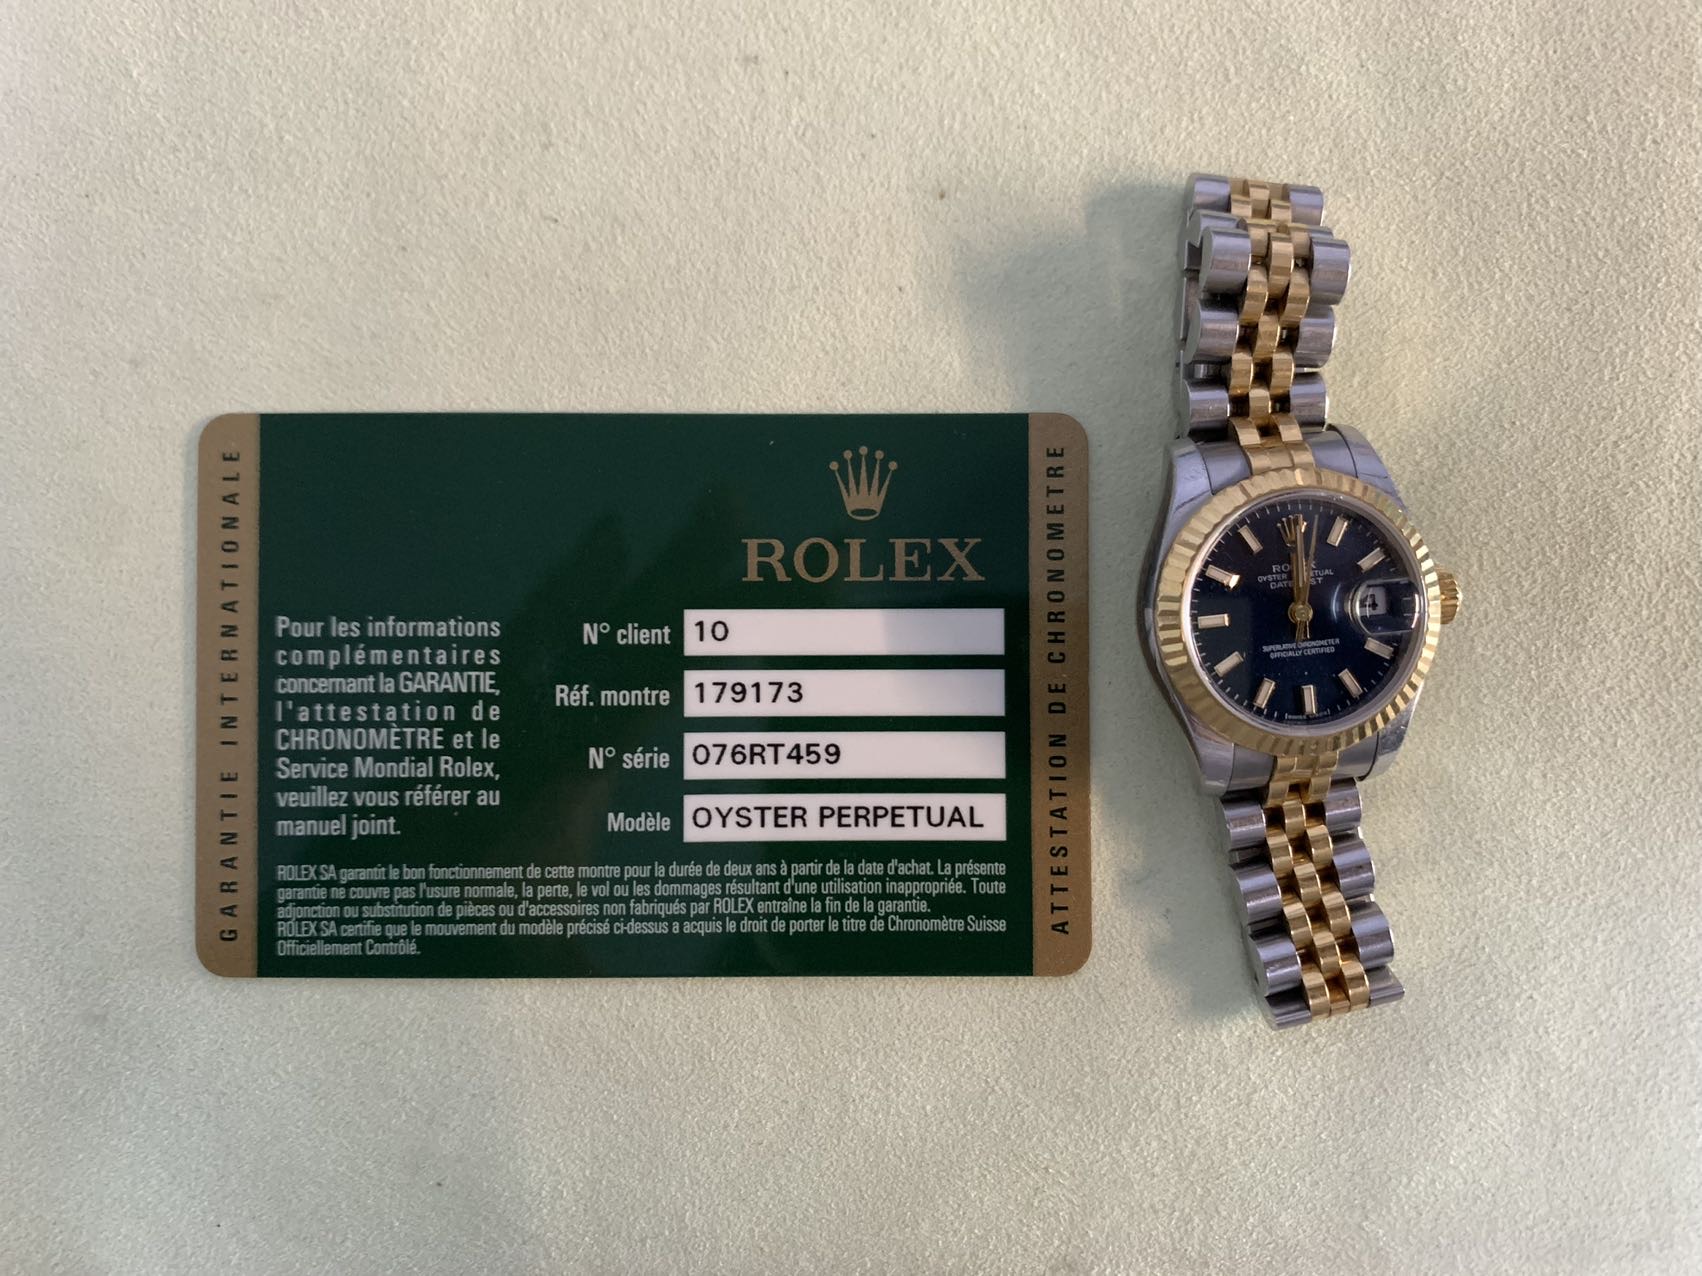 GARANTIE INTERNATIONALE
ROLEX
Pour les informations
complémentaires
concernant la GARANTIE,
l'attestation de
CHRONOMÈTRE et le
Service Mondial Rolex,
veuillez vous référer au
manuel joint.
N° client 10
Réf. montre 179173
N° série 076RT459
Modèle OYSTER PERPETUAL
ROLEX SA garantit le bon fonctionnement de cette montre pour la durée de deux ans à partir de la date d'achat. La présente
garantie ne couvre pas l'usure normale, la perte, le vol ou les dommages résultant d'une utilisation inappropriée. Toute
adjonction ou substitution de pièces ou d'accessoires non fabriqués par ROLEX entraîne la fin de la garantie.
ROLEX SA certifie que le mouvement du modèle précisé ci-dessus a acquis le droit de porter le titre de Chronomètre Suisse
Officiellement Contrôlé.
ATTESTATION DE CHRONOMETRE
ROLEX
OYSTER PERPETUAL
DATEJUST
4
SUPERLATIVE CHRONOMETER
OFFICIALLY CERTIFIED